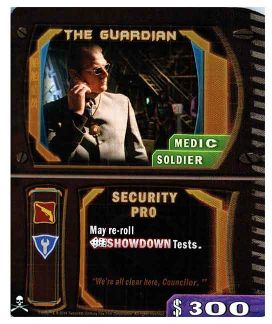 THE GUARDIAN
MEDIC
SOLDIER
SECURITY
PRO
May re-roll
SHOWDOWN Tests.
"We're all clear here, Councilor."
$300